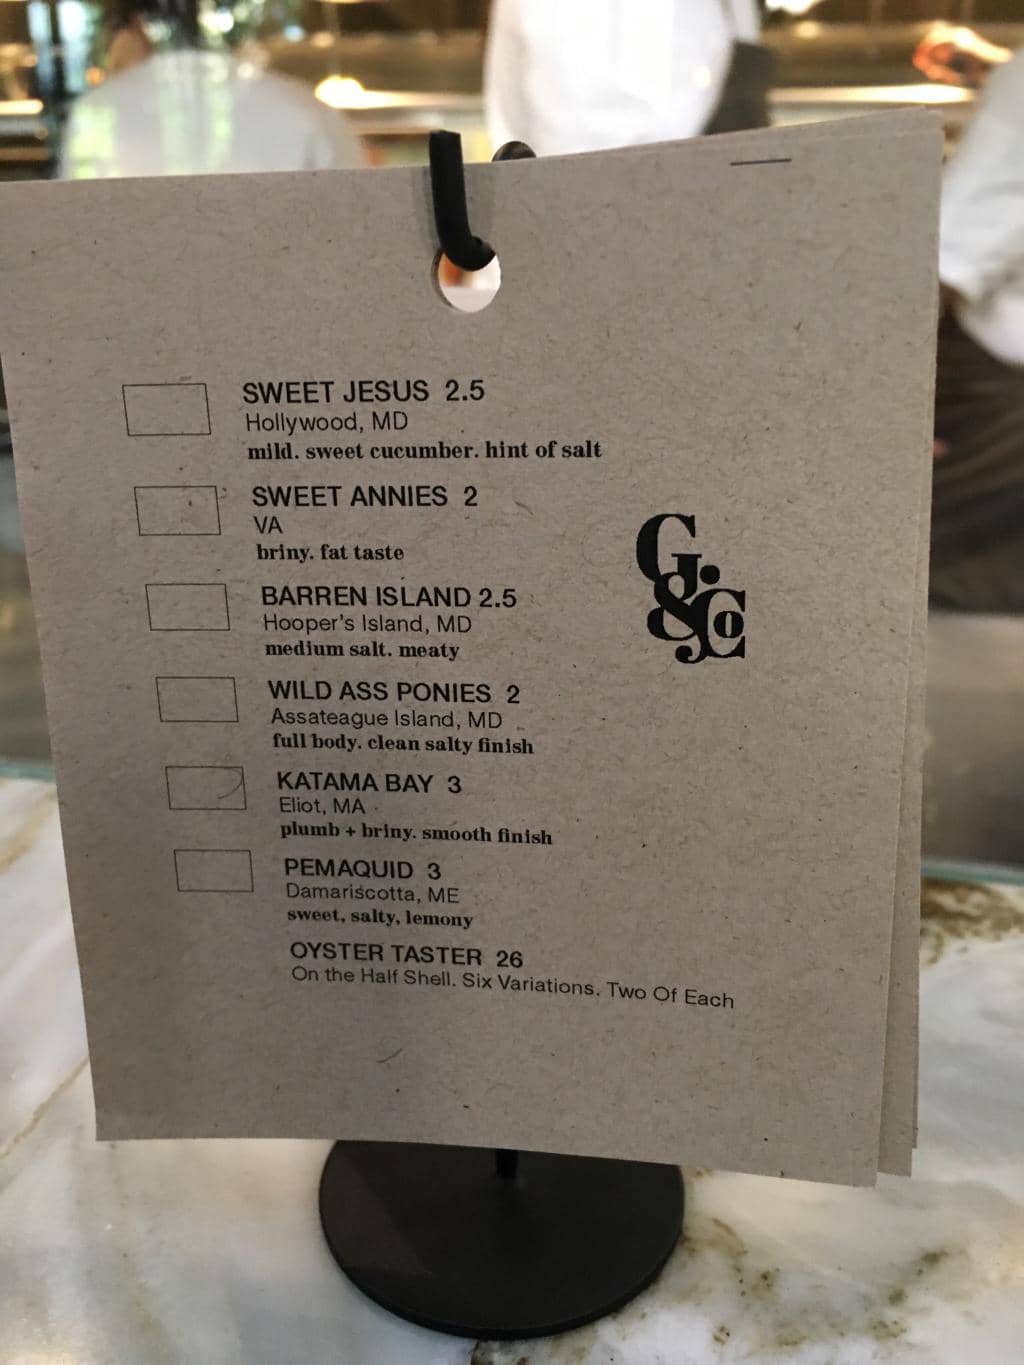 SWEET JESUS 2.5
Hollywood, MD
mild. sweet cucumber. hint of salt
SWEET ANNIES 2
VA
briny. fat taste
BARREN ISLAND 2.5
Hooper's Island, MD
medium salt. meaty
WILD ASS PONIES 2
Assateague Island, MD
full body. clean salty finish
KATAMA BAY 3
Eliot, MA
plumb + briny. smooth finish
PEMAQUID 3
Damariscotta, ME
sweet, salty, lemony
OYSTER TASTER 26
On the Half Shell. Six Variations. Two Of Each
G.
&Co